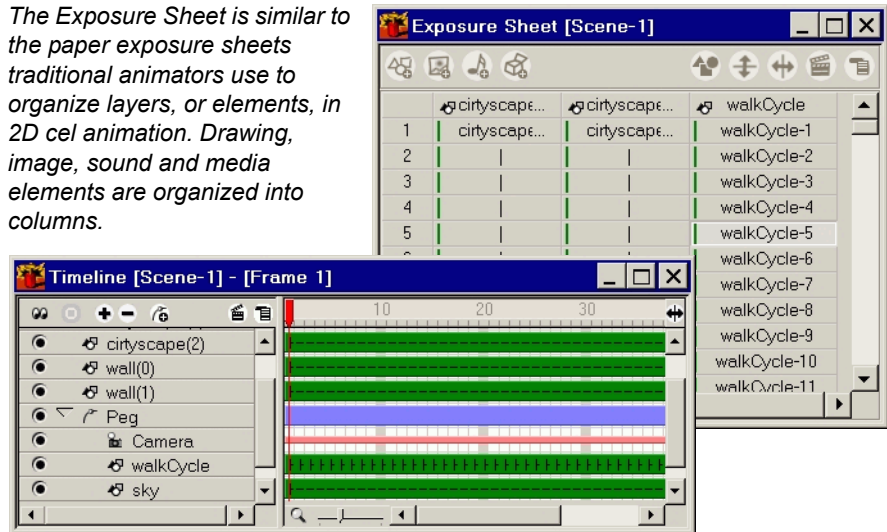 The Exposure Sheet is similar to
the paper exposure sheets
traditional animators use to
organize layers, or elements, in
2D cel animation. Drawing,
image, sound and media
elements are organized into
columns.
Exposure Sheet [Scene-1]
cirtyscape... cirtyscape... walkCycle
1 cirtyscape... cirtyscape... walkCycle-1
2 walkCycle-2
3 walkCycle-3
4 walkCycle-4
5 walkCycle-5
walkCycle-6
walkCycle-7
walkCycle-8
walkCycle-9
walkCycle-10
walkCycle-11
Timeline [Scene-1] - [Frame 1]
10 20 30
cirtyscape(2)
wall(0)
wall(1)
Peg
Camera
walkCycle
sky